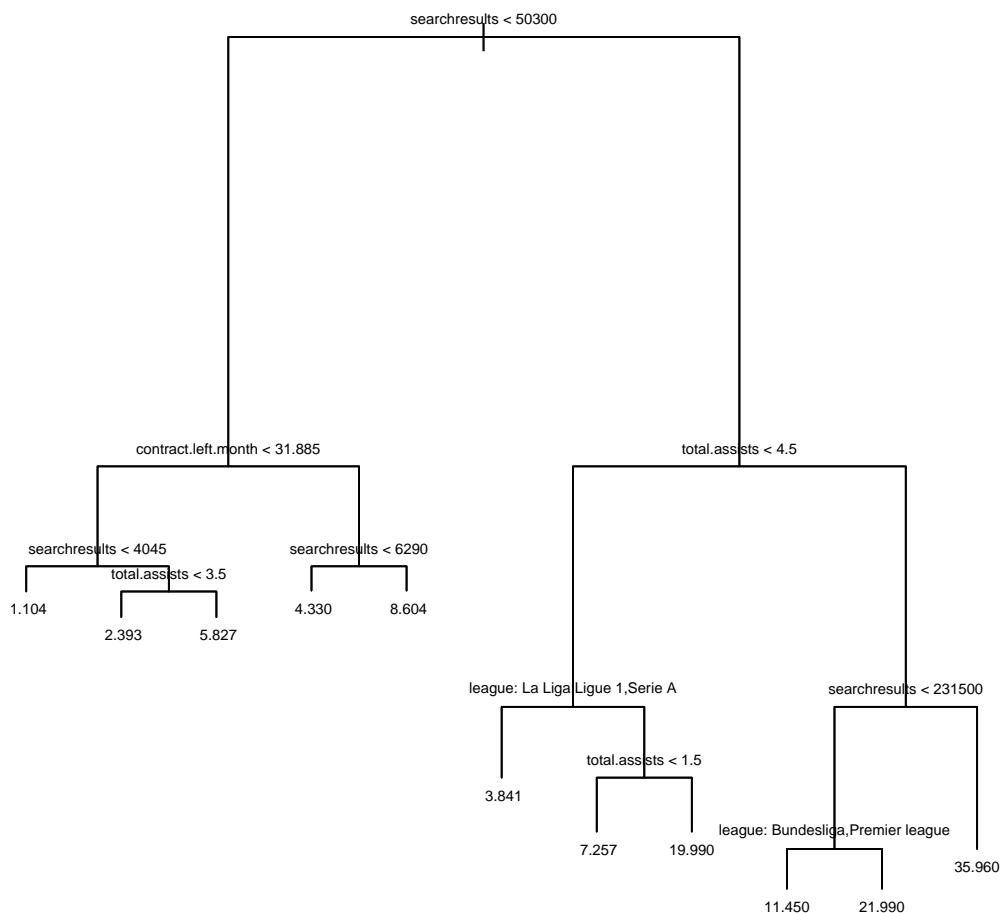 searchresults < 50300
contract.left.month < 31.885
total.assists < 4.5
searchresults < 4045
searchresults < 6290
total.assists < 3.5
1.104
4.330
8.604
2.393
5.827
league: La Liga,Ligue 1,Serie A
searchresults < 231500
total.assists < 1.5
3.841
league: Bundesliga,Premier league
7.257
19.990
35.960
11.450
21.990